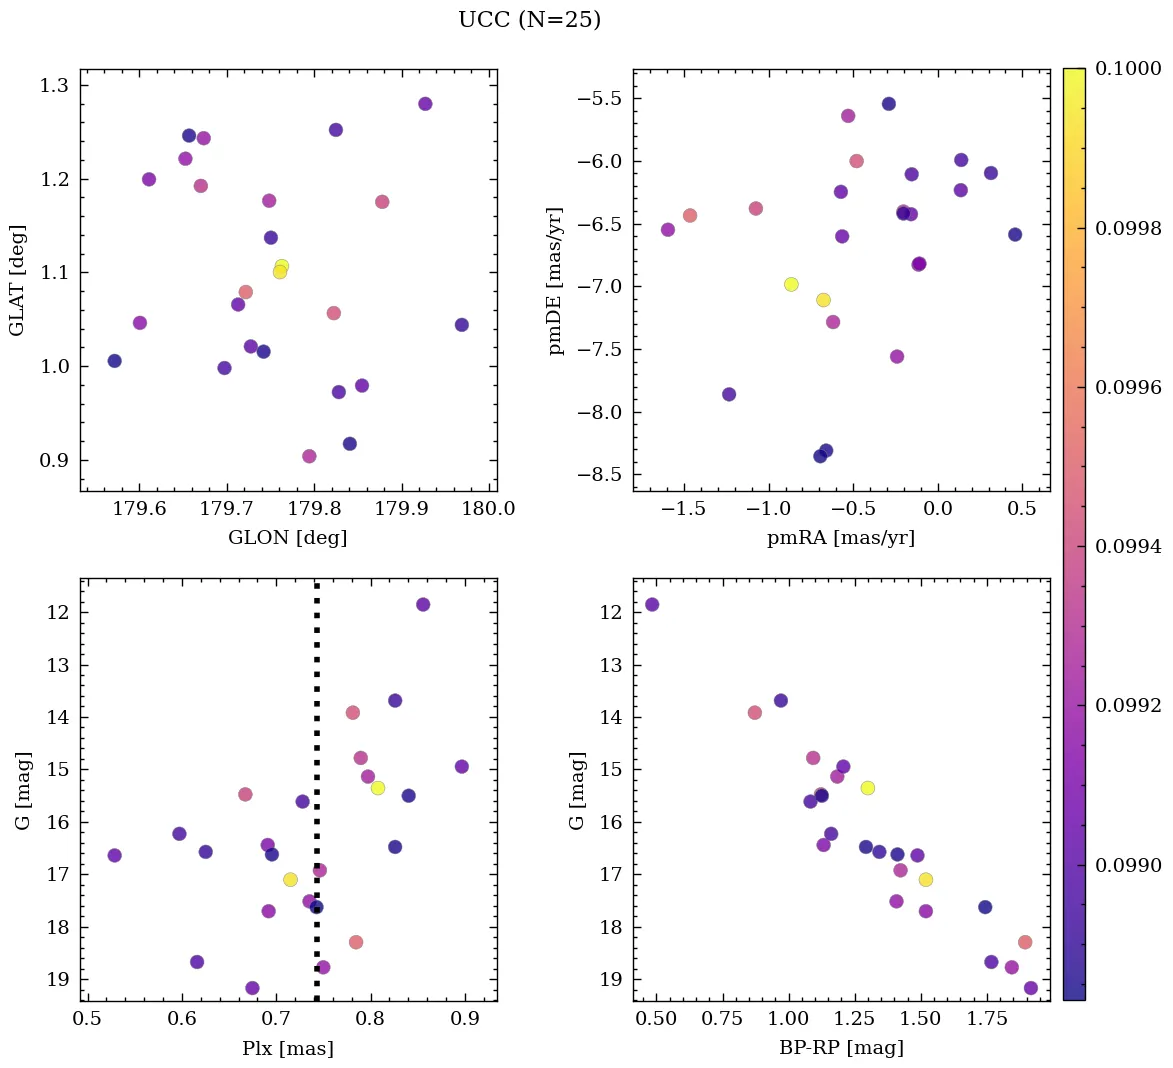 UCC (N=25)
1.3
1.2
1.1
1.0
0.9
GLAT [deg]
179.6 179.7 179.8 179.9 180.0
GLON [deg]
−5.5
−6.0
−6.5
−7.0
−7.5
−8.0
−8.5
pmDE [mas/yr]
−1.5 −1.0 −0.5 0.0 0.5
pmRA [mas/yr]
0.1000
0.0998
0.0996
0.0994
0.0992
0.0990
12
13
14
15
16
17
18
19
G [mag]
0.5 0.6 0.7 0.8 0.9
Plx [mas]
12
13
14
15
16
17
18
19
G [mag]
0.50 0.75 1.00 1.25 1.50 1.75
BP-RP [mag]